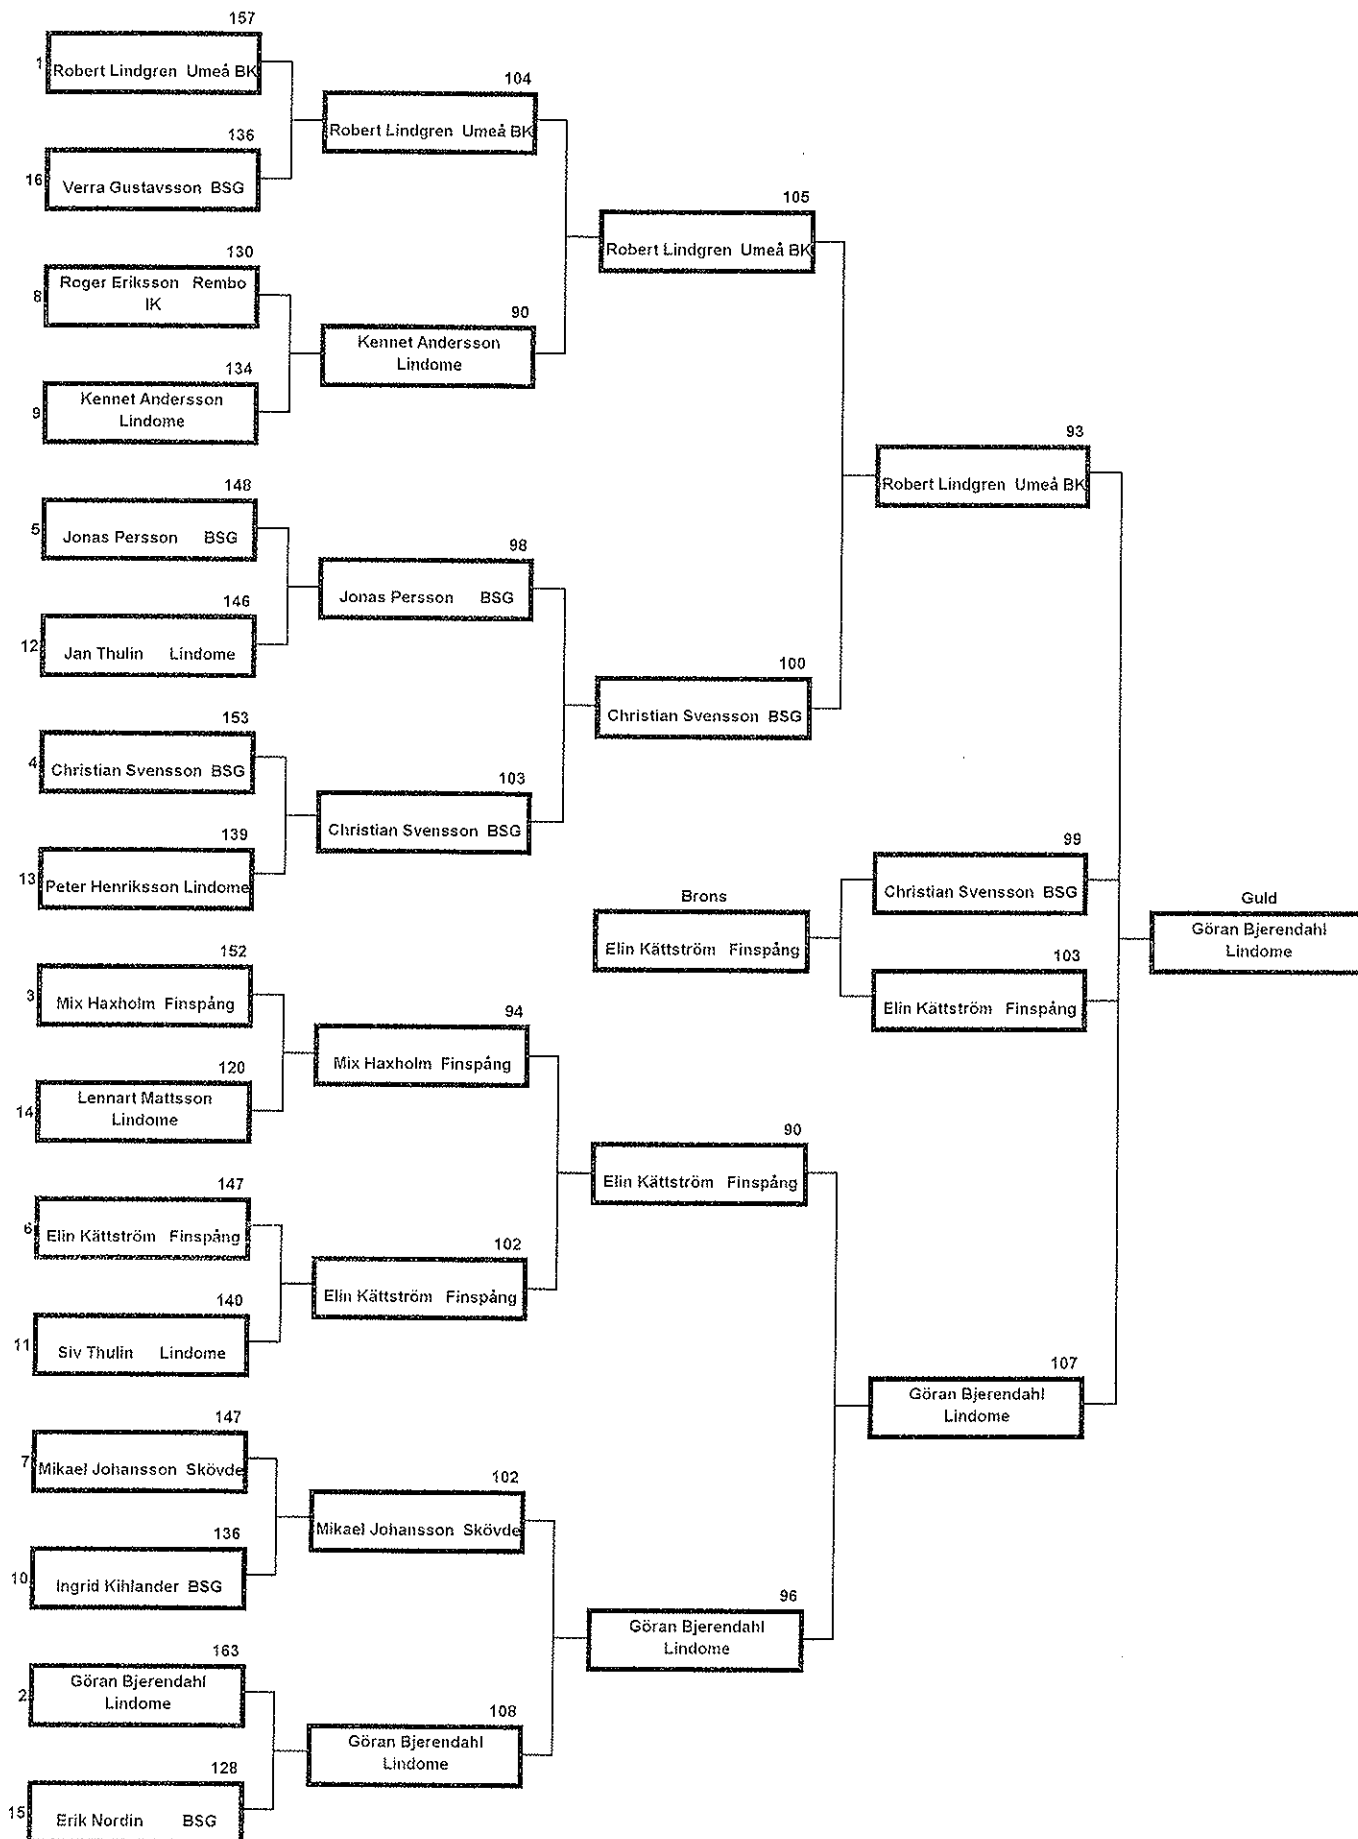 157
1 Robert Lindgren Umeå BK
136
16 Verra Gustavsson BSG
130
8 Roger Eriksson Rembo
IK
134
9 Kennet Andersson
Lindome
148
5 Jonas Persson BSG
146
12 Jan Thulin Lindome
153
4 Christian Svensson BSG
139
13 Peter Henriksson Lindome
152
3 Mix Haxholm Finspång
120
14 Lennart Mattsson
Lindome
147
6 Elin Kättström Finspång
140
11 Siv Thulin Lindome
147
7 Mikael Johansson Skövde
136
10 Ingrid Kihlander BSG
163
2 Göran Bjerendahl
Lindome
128
15 Erik Nordin BSG
104
Robert Lindgren Umeå BK
90
Kennet Andersson
Lindome
98
Jonas Persson BSG
103
Christian Svensson BSG
94
Mix Haxholm Finspång
102
Elin Kättström Finspång
102
Mikael Johansson Skövde
108
Göran Bjerendahl
Lindome
105
Robert Lindgren Umeå BK
100
Christian Svensson BSG
90
Elin Kättström Finspång
96
Göran Bjerendahl
Lindome
93
Robert Lindgren Umeå BK
107
Göran Bjerendahl
Lindome
Brons
Elin Kättström Finspång
99
Christian Svensson BSG
103
Elin Kättström Finspång
Guld
Göran Bjerendahl
Lindome